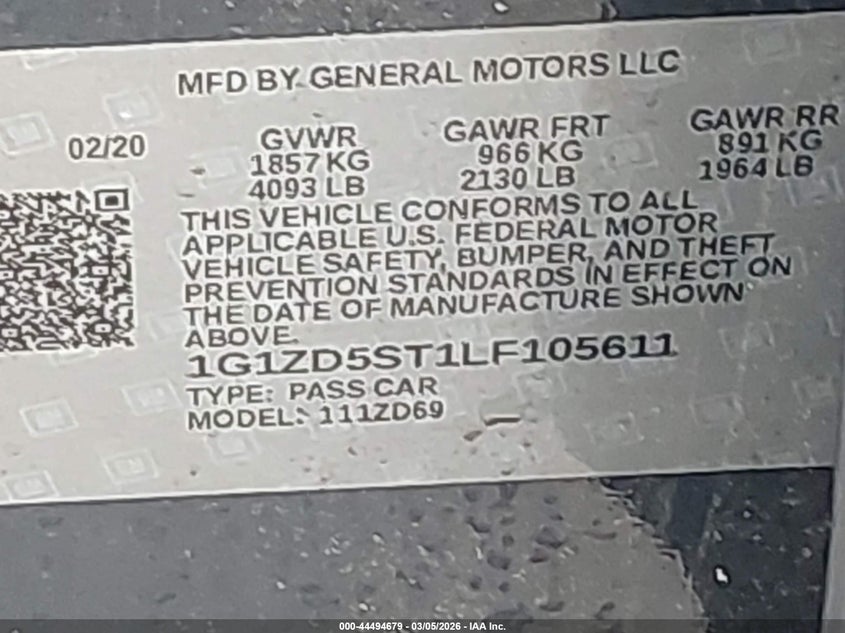 MFD BY GENERAL MOTORS LLC
02/20 GVWR GAWR FRT GAWR RR
1857 KG 966 KG 891 KG
4093 LB 2130 LB 1964 LB
THIS VEHICLE CONFORMS TO ALL
APPLICABLE U.S. FEDERAL MOTOR
VEHICLE SAFETY, BUMPER, AND THEFT
PREVENTION STANDARDS IN EFFECT ON
THE DATE OF MANUFACTURE SHOWN
ABOVE.
1G1ZD5ST1LF105611
TYPE: PASS CAR
MODEL: 111ZD69
000-44494679 - 03/05/2026 - IAA Inc.